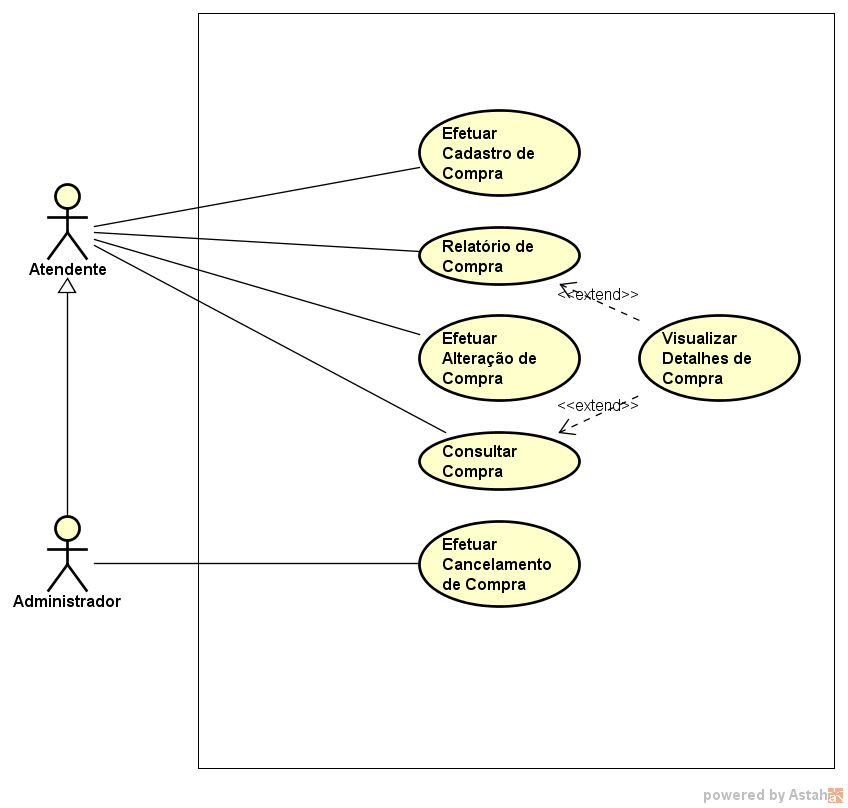 Efetuar
Cadastro de
Compra
Atendente
Relatório de
Compra
<<extend>>
Efetuar
Alteração de
Compra
Visualizar
Detalhes de
Compra
<<extend>>
Consultar
Compra
Administrador
Efetuar
Cancelamento
de Compra
powered by Astah